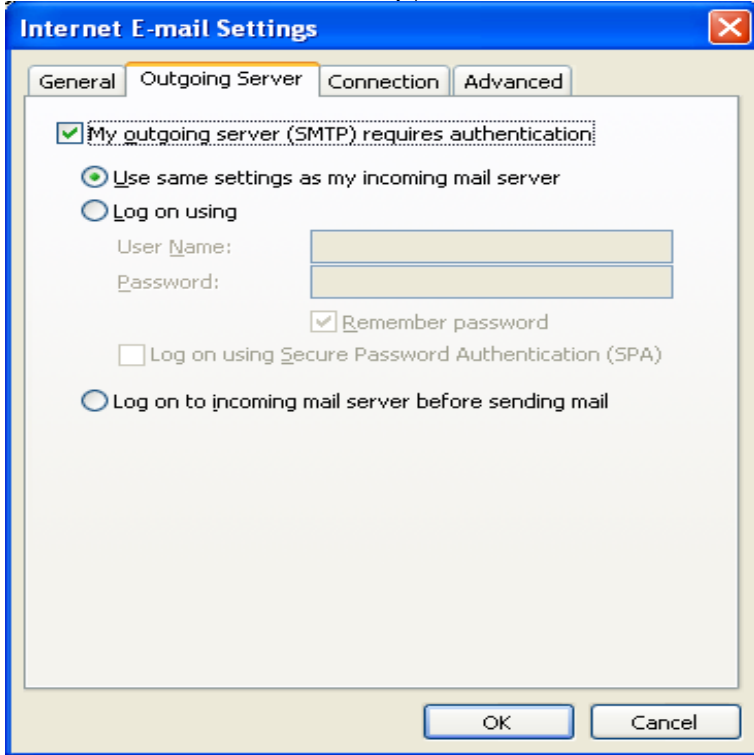 Internet E-mail Settings
General Outgoing Server Connection Advanced
My outgoing server (SMTP) requires authentication
Use same settings as my incoming mail server
Log on using
User Name:
Password:
Remember password
Log on using Secure Password Authentication (SPA)
Log on to incoming mail server before sending mail
OK Cancel